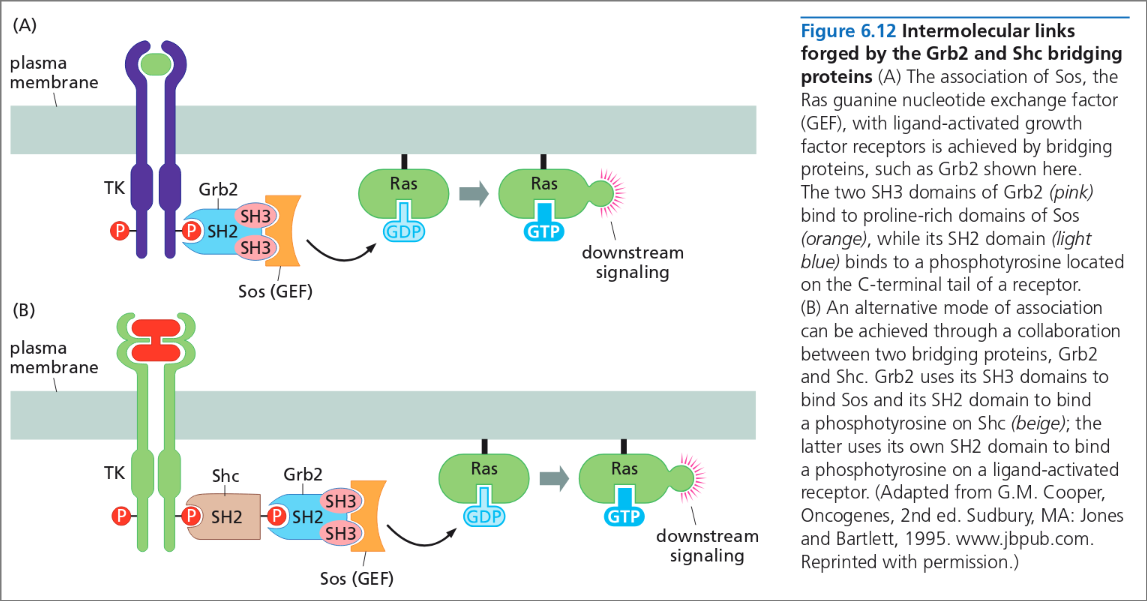 (A)
plasma
membrane
TK
Grb2
P
P
SH2
SH3
SH3
Sos (GEF)
Ras
GDP
Ras
GTP
downstream
signaling
(B)
plasma
membrane
TK
Shc
Grb2
P
P
SH2
P
SH2
SH3
SH3
Sos (GEF)
Ras
GDP
Ras
GTP
downstream
signaling
Figure 6.12 Intermolecular links
forged by the Grb2 and Shc bridging
proteins (A) The association of Sos, the
Ras guanine nucleotide exchange factor
(GEF), with ligand-activated growth
factor receptors is achieved by bridging
proteins, such as Grb2 shown here.
The two SH3 domains of Grb2 (pink)
bind to proline-rich domains of Sos
(orange), while its SH2 domain (light
blue) binds to a phosphotyrosine located
on the C-terminal tail of a receptor.
(B) An alternative mode of association
can be achieved through a collaboration
between two bridging proteins, Grb2
and Shc. Grb2 uses its SH3 domains to
bind Sos and its SH2 domain to bind
a phosphotyrosine on Shc (beige); the
latter uses its own SH2 domain to bind
a phosphotyrosine on a ligand-activated
receptor. (Adapted from G.M. Cooper,
Oncogenes, 2nd ed. Sudbury, MA: Jones
and Bartlett, 1995. www.jbpub.com.
Reprinted with permission.)